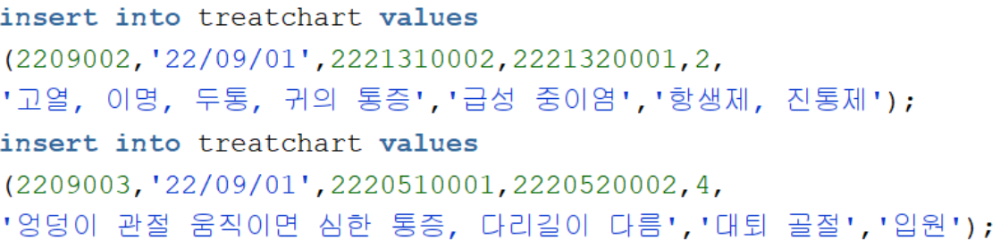 insert into treatchart values
(2209002,'22/09/01',2221310002,2221320001,2,
'고열, 이명, 두통, 귀의 통증','급성 중이염','항생제, 진통제');
insert into treatchart values
(2209003,'22/09/01',2220510001,2220520002,4,
'엉덩이 관절 움직이면 심한 통증, 다리길이 다름','대퇴 골절','입원');